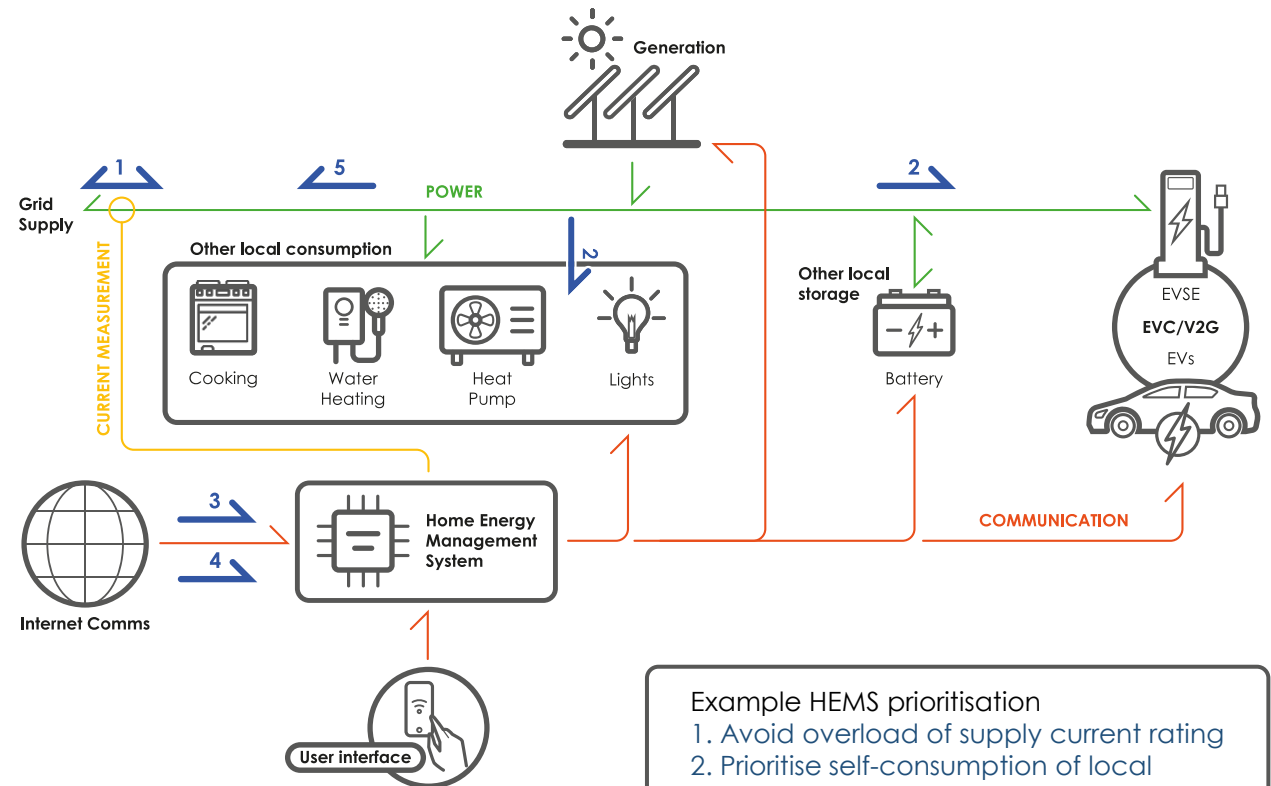 Generation
1
5
2
POWER
Grid
Supply
CURRENT MEASUREMENT
Other local consumption
2
Cooking
Water
Heating
Heat
Pump
Lights
Other local
storage
Battery
EVSE
EVC/V2G
EVs
3
4
Internet Comms
Home Energy
Management
System
COMMUNICATION
User interface
Example HEMS prioritisation
1. Avoid overload of supply current rating
2. Prioritise self-consumption of local